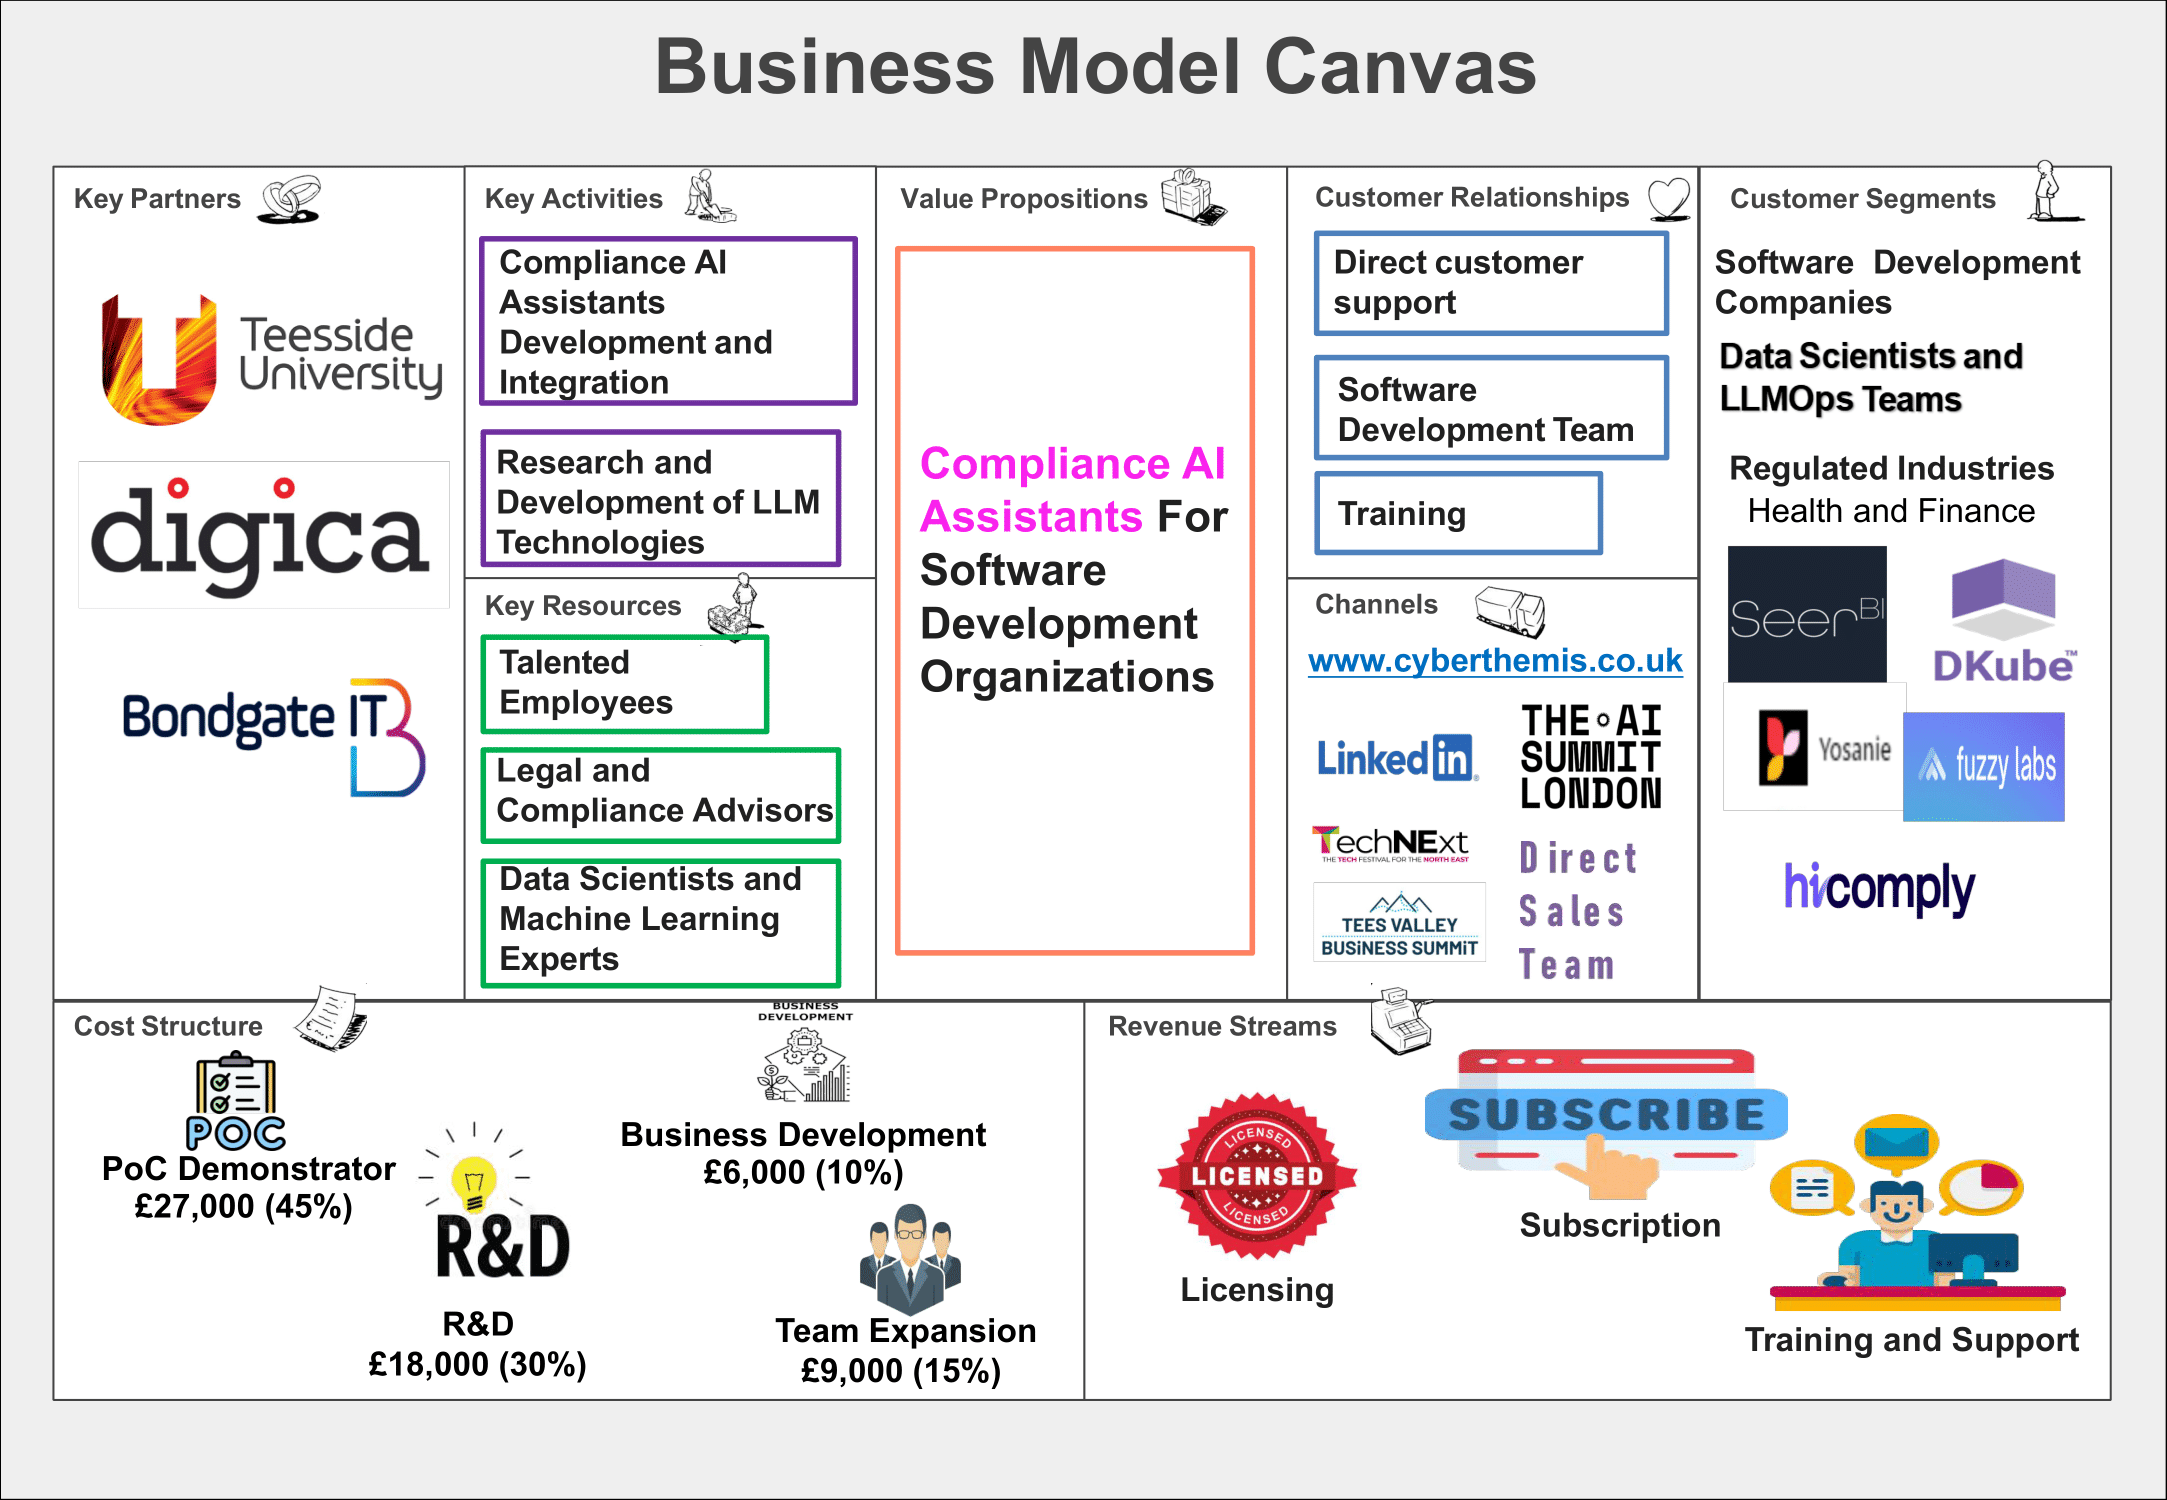 Business Model Canvas
Key Partners
Teesside
University
digica
Bondgate IT
Key Activities
Compliance AI
Assistants
Development and
Integration
Research and
Development of LLM
Technologies
Key Resources
Talented
Employees
Legal and
Compliance Advisors
Data Scientists and
Machine Learning
Experts
Value Propositions
Compliance AI
Assistants For
Software
Development
Organizations
Customer Relationships
Direct customer
support
Software
Development Team
Training
Channels
www.cyberthemis.co.uk
LinkedIn
THE AI
SUMMIT
LONDON
TechNExt
THE TECH FESTIVAL FOR THE NORTH EAST
TEES VALLEY
BUSINESS SUMMIT
Direct
Sales
Team
Customer Segments
Software Development
Companies
Data Scientists and
LLMOps Teams
Regulated Industries
Health and Finance
Seer BI
DKube™
Yosanie
fuzzy labs
hicomply
Cost Structure
POC
PoC Demonstrator
£27,000 (45%)
R&D
R&D
£18,000 (30%)
BUSINESS
DEVELOPMENT
Business Development
£6,000 (10%)
Team Expansion
£9,000 (15%)
Revenue Streams
LICENSED
LICENSED
LICENSED
Licensing
SUBSCRIBE
Subscription
Training and Support